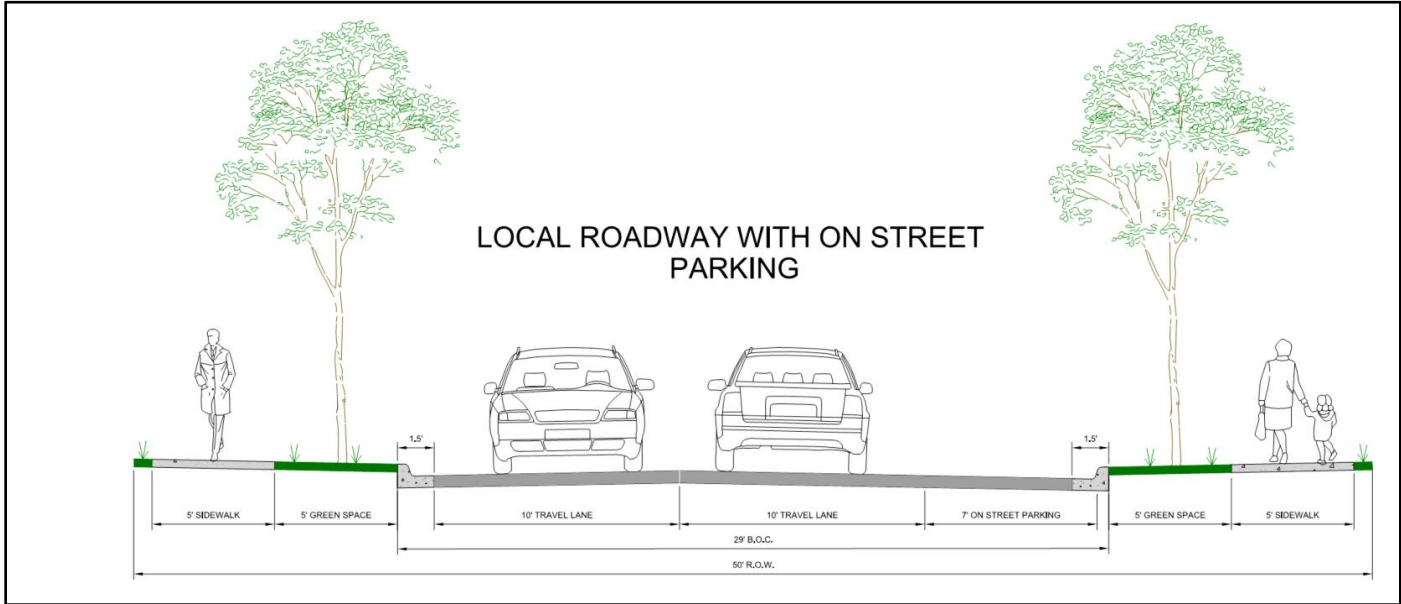 LOCAL ROADWAY WITH ON STREET
PARKING
1.5'
1.5'
5' SIDEWALK
5' GREEN SPACE
10' TRAVEL LANE
10' TRAVEL LANE
7' ON STREET PARKING
5' GREEN SPACE
5' SIDEWALK
29' B.O.C.
50' R.O.W.